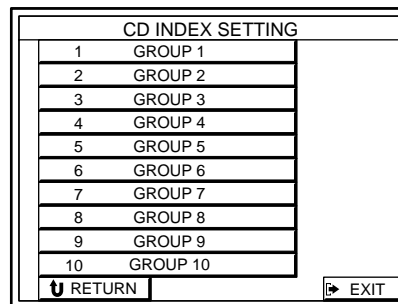 CD INDEX SETTING
1 GROUP 1
2 GROUP 2
3 GROUP 3
4 GROUP 4
5 GROUP 5
6 GROUP 6
7 GROUP 7
8 GROUP 8
9 GROUP 9
10 GROUP 10
RETURN EXIT